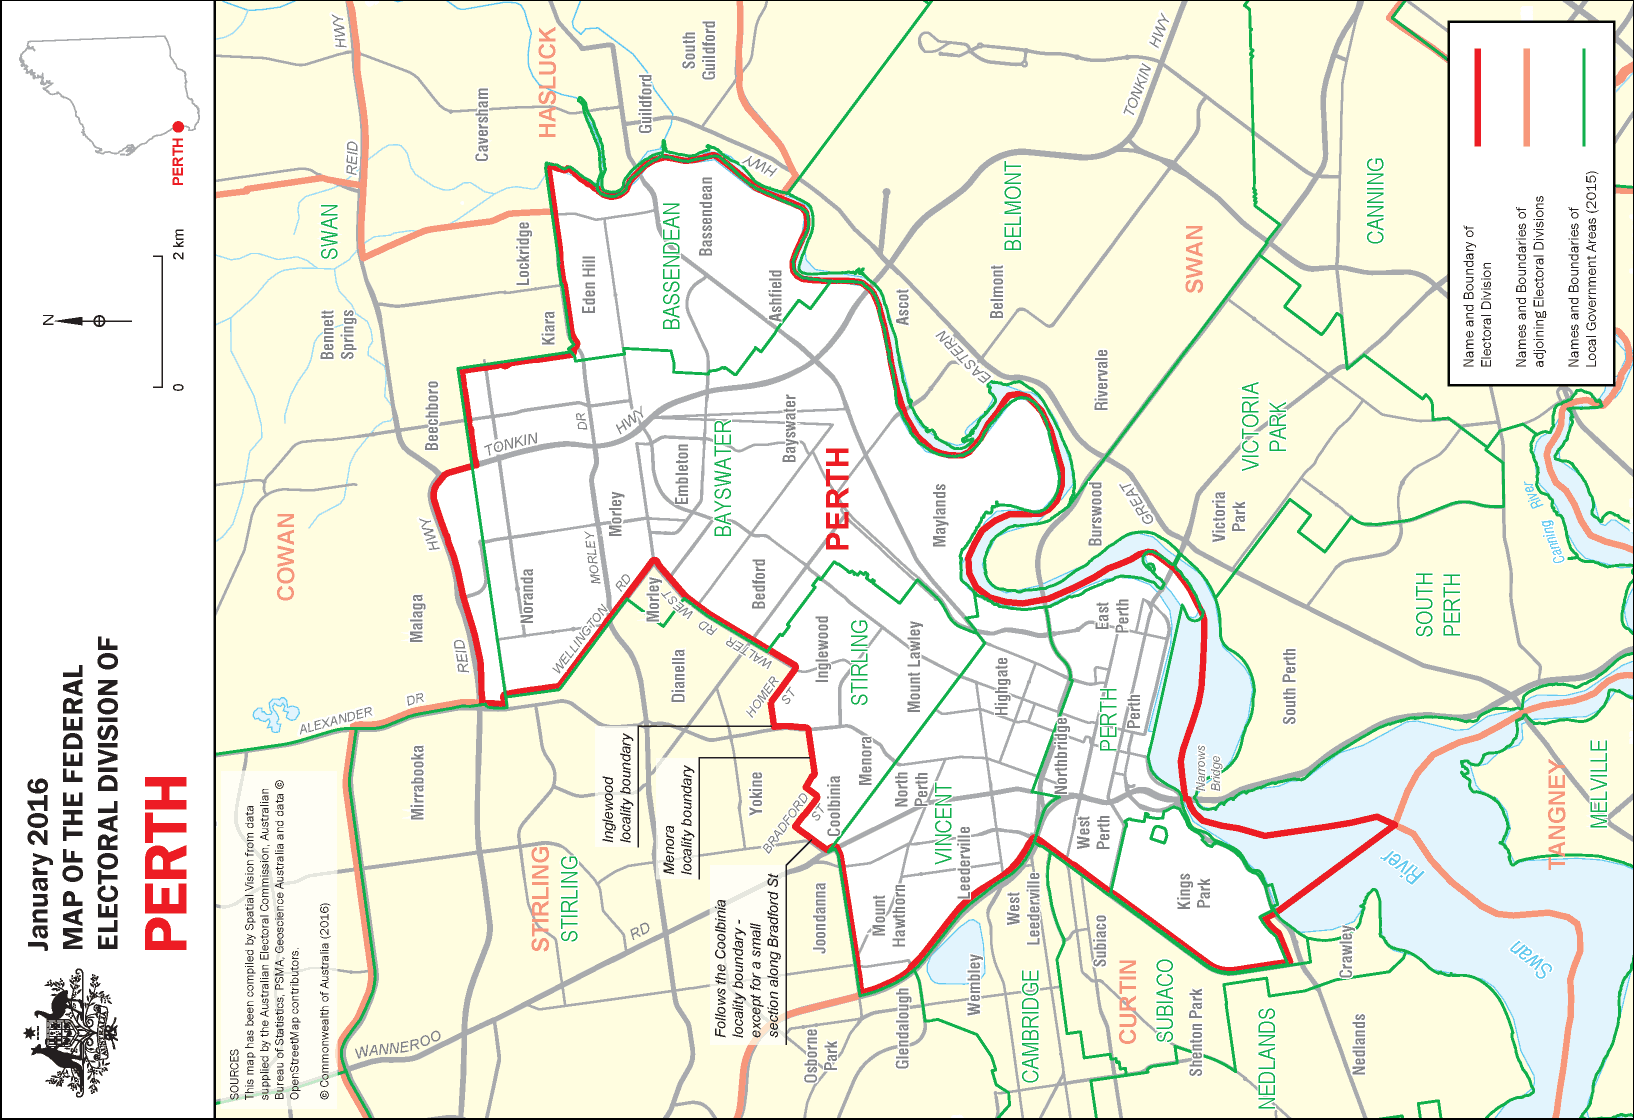 January 2016
MAP OF THE FEDERAL
ELECTORAL DIVISION OF
PERTH
N
0
2 km
PERTH
SOURCES
This map has been compiled by Spatial Vision from data
supplied by the Australian Electoral Commission, Australian
Bureau of Statistics, PSMA, Geoscience Australia and data ©
OpenStreetMap contributors.
© Commonwealth of Australia (2016)
ALEXANDER
DR
COWAN
SWAN
REID
HWY
Malaga
Mirrabooka
REID
HWY
Beechboro
Bennett
Springs
Caversham
HASLUCK
WANNEROO
RD
STIRLING
STIRLING
Noranda
WELLINGTON
RD
MORLEY
DR
TONKIN
HWY
Kiara
Lockridge
Eden Hill
Guildford
South
Guildford
Inglewood
locality boundary
Menora
locality boundary
Follows the Coolbinia
locality boundary -
except for a small
section along Bradford St
Dianella
Morley
Morley
Embleton
BAYSWATER
BASSENDEAN
Bassendean
WALTER
RD
WEST
HOMER
ST
Yokine
BRADFORD
ST
Bedford
Bayswater
Ashfield
HWY
Osborne
Park
Joondanna
Coolbinia
Menora
Inglewood
STIRLING
PERTH
Glendalough
Mount
Hawthorn
North
Perth
VINCENT
Mount Lawley
Maylands
Ascot
EASTERN
Belmont
BELMONT
TONKIN
HWY
Wembley
Leederville
West
Leederville
CAMBRIDGE
Highgate
Northbridge
PERTH
Perth
East
Perth
West
Perth
Burswood
GREAT
Rivervale
SWAN
CURTIN
SUBIACO
Subiaco
Shenton Park
Kings
Park
Narrows
Bridge
Victoria
Park
VICTORIA
PARK
CANNING
NEDLANDS
Nedlands
Crawley
River
Swan
South Perth
SOUTH
PERTH
Canning
River
TANGNEY
MELVILLE
Name and Boundary of
Electoral Division
Names and Boundaries of
adjoining Electoral Divisions
Names and Boundaries of
Local Government Areas (2015)